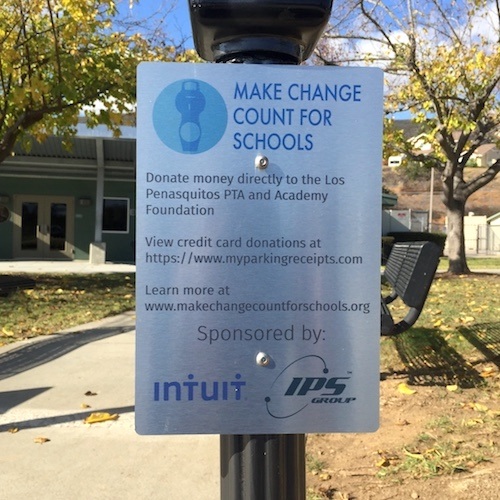 MAKE CHANGE
COUNT FOR
SCHOOLS
Donate money directly to the Los
Penasquitos PTA and Academy
Foundation
View credit card donations at
https://www.myparkingreceipts.com
Learn more at
www.makechangecountforschools.org
Sponsored by:
intuit
IPS
GROUP